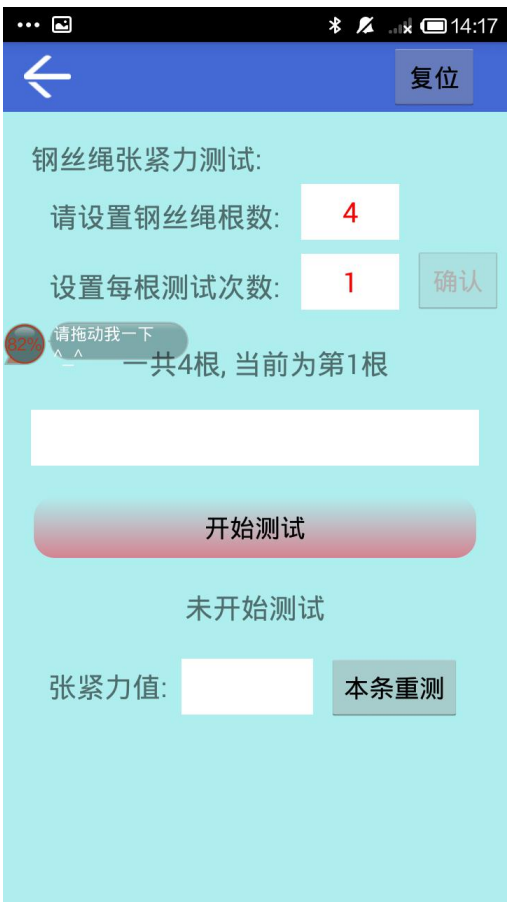 14:17
复位
钢丝绳张紧力测试:
请设置钢丝绳根数: 4
设置每根测试次数: 1 确认
82% 请拖动我一下
^_^
一共4根, 当前为第1根
开始测试
未开始测试
张紧力值: 本条重测